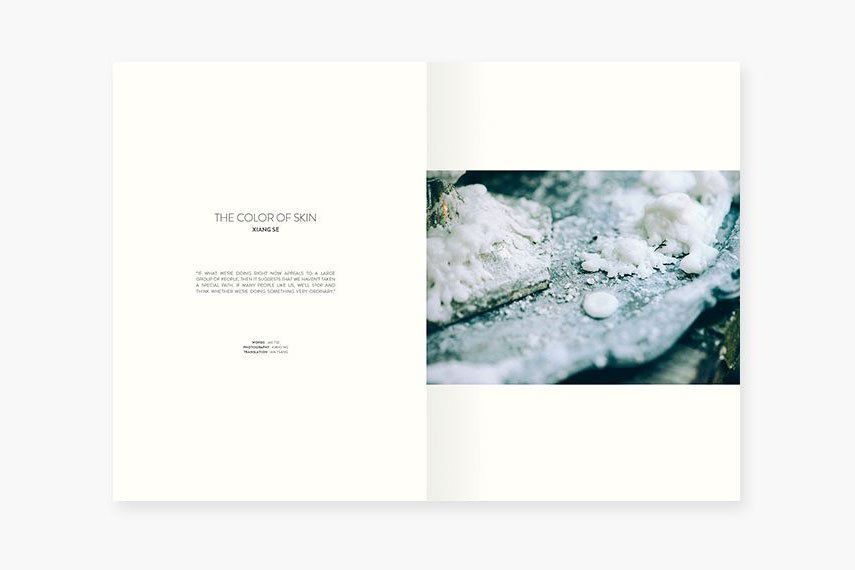 THE COLOR OF SKIN
XIANG SE
"IF WHAT WE'RE DOING RIGHT NOW APPEALS TO A LARGE
GROUP OF PEOPLE, THEN IT SUGGESTS THAT WE HAVEN'T TAKEN
A SPECIAL PATH. IF MANY PEOPLE LIKE US, WE'LL STOP AND
THINK WHETHER WE'RE DOING SOMETHING VERY ORDINARY."
WORDS
PHOTOGRAPHY
TRANSLATION